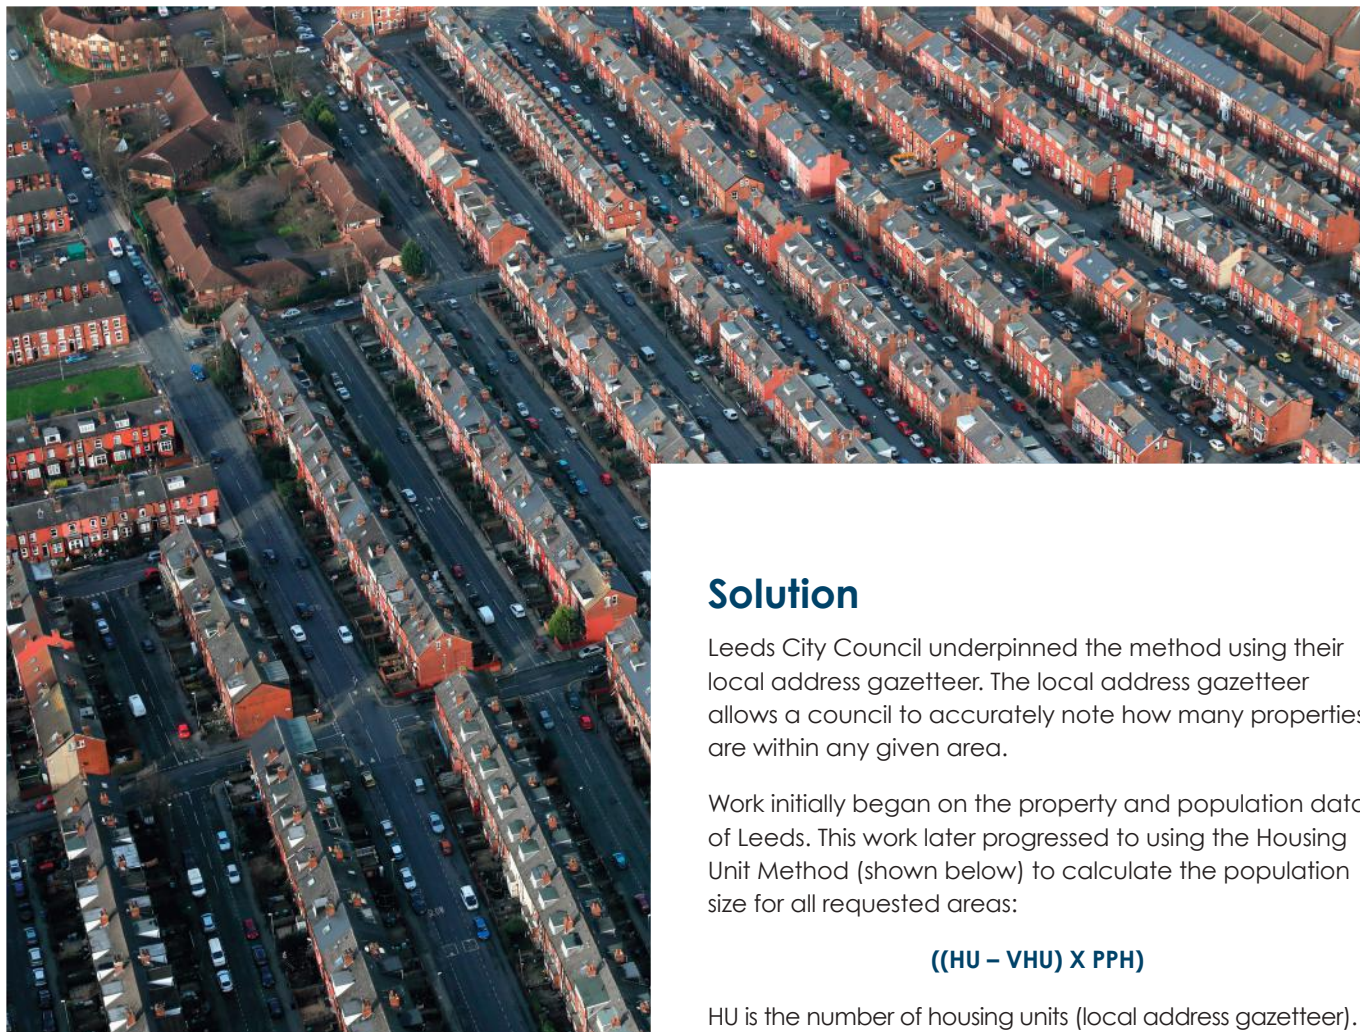 Solution
Leeds City Council underpinned the method using their
local address gazetteer. The local address gazetteer
allows a council to accurately note how many properties
are within any given area.
Work initially began on the property and population data
of Leeds. This work later progressed to using the Housing
Unit Method (shown below) to calculate the population
size for all requested areas:
((HU – VHU) X PPH)
HU is the number of housing units (local address gazetteer).